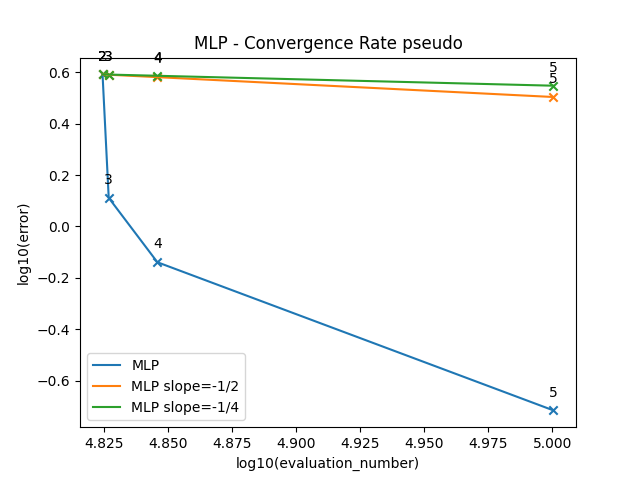 MLP - Convergence Rate pseudo
2 3 4 5
5
3
4
5
0.6
0.4
0.2
0.0
−0.2
−0.4
−0.6
log10(error)
MLP
MLP slope=-1/2
MLP slope=-1/4
4.825 4.850 4.875 4.900 4.925 4.950 4.975 5.000
log10(evaluation_number)